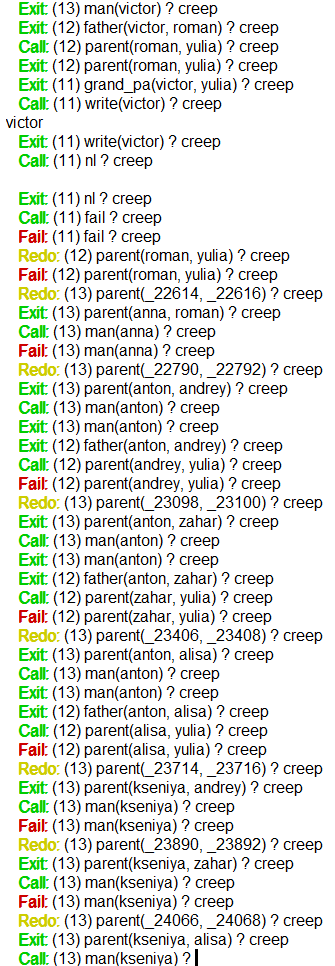 Exit: (13) man(victor) ? creep
Exit: (12) father(victor, roman) ? creep
Call: (12) parent(roman, yulia) ? creep
Exit: (12) parent(roman, yulia) ? creep
Exit: (11) grand_pa(victor, yulia) ? creep
Call: (11) write(victor) ? creep
victor
Exit: (11) write(victor) ? creep
Call: (11) nl ? creep
Exit: (11) nl ? creep
Call: (11) fail ? creep
Fail: (11) fail ? creep
Redo: (12) parent(roman, yulia) ? creep
Fail: (12) parent(roman, yulia) ? creep
Redo: (13) parent(_22614, _22616) ? creep
Exit: (13) parent(anna, roman) ? creep
Call: (13) man(anna) ? creep
Fail: (13) man(anna) ? creep
Redo: (13) parent(_22790, _22792) ? creep
Exit: (13) parent(anton, andrey) ? creep
Call: (13) man(anton) ? creep
Exit: (13) man(anton) ? creep
Exit: (12) father(anton, andrey) ? creep
Call: (12) parent(andrey, yulia) ? creep
Fail: (12) parent(andrey, yulia) ? creep
Redo: (13) parent(_23098, _23100) ? creep
Exit: (13) parent(anton, zahar) ? creep
Call: (13) man(anton) ? creep
Exit: (13) man(anton) ? creep
Exit: (12) father(anton, zahar) ? creep
Call: (12) parent(zahar, yulia) ? creep
Fail: (12) parent(zahar, yulia) ? creep
Redo: (13) parent(_23406, _23408) ? creep
Exit: (13) parent(anton, alisa) ? creep
Call: (13) man(anton) ? creep
Exit: (13) man(anton) ? creep
Exit: (12) father(anton, alisa) ? creep
Call: (12) parent(alisa, yulia) ? creep
Fail: (12) parent(alisa, yulia) ? creep
Redo: (13) parent(_23714, _23716) ? creep
Exit: (13) parent(kseniya, andrey) ? creep
Call: (13) man(kseniya) ? creep
Fail: (13) man(kseniya) ? creep
Redo: (13) parent(_23890, _23892) ? creep
Exit: (13) parent(kseniya, zahar) ? creep
Call: (13) man(kseniya) ? creep
Fail: (13) man(kseniya) ? creep
Redo: (13) parent(_24066, _24068) ? creep
Exit: (13) parent(kseniya, alisa) ? creep
Call: (13) man(kseniya) ?